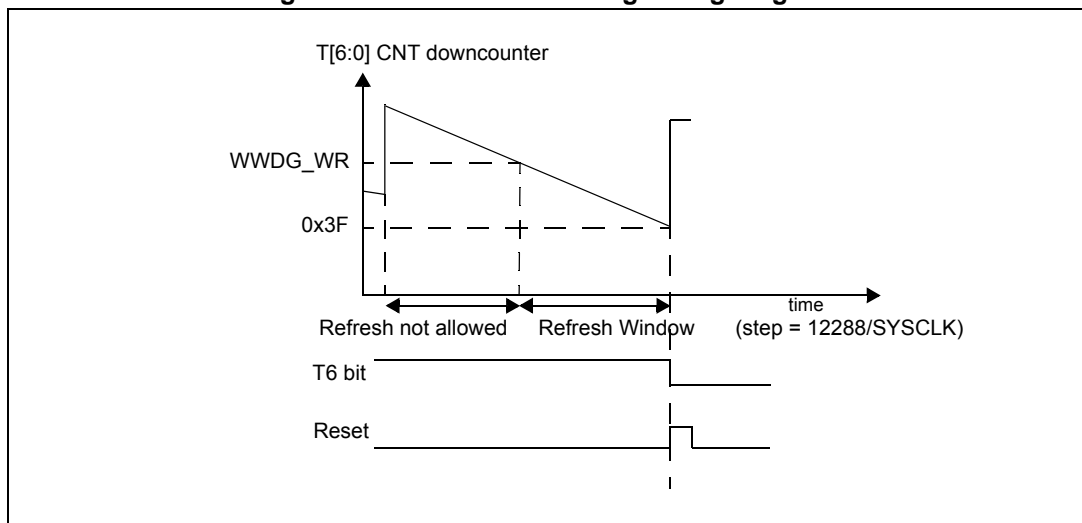 T[6:0] CNT downcounter
WWDG_WR
0x3F
time
Refresh not allowed Refresh Window (step = 12288/SYSCLK)
T6 bit
Reset